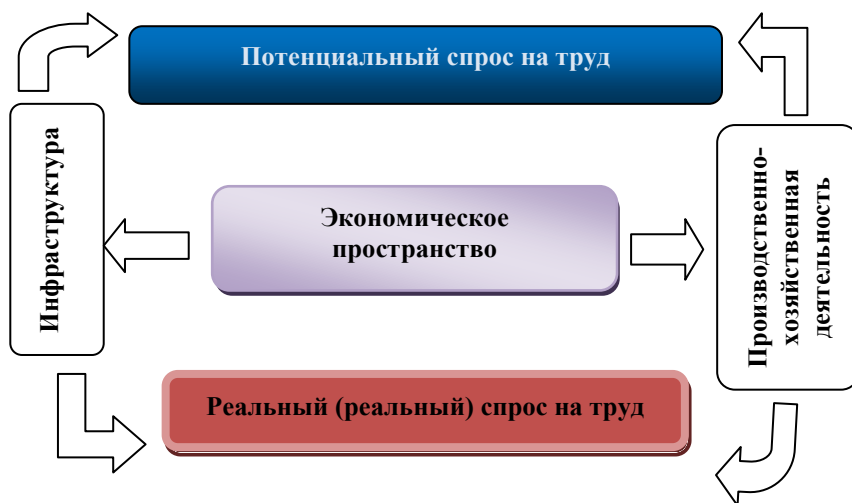 Потенциальный спрос на труд
Инфраструктура
Экономическое
пространство
Производственно-
хозяйственная
деятельность
Реальный (реальный) спрос на труд